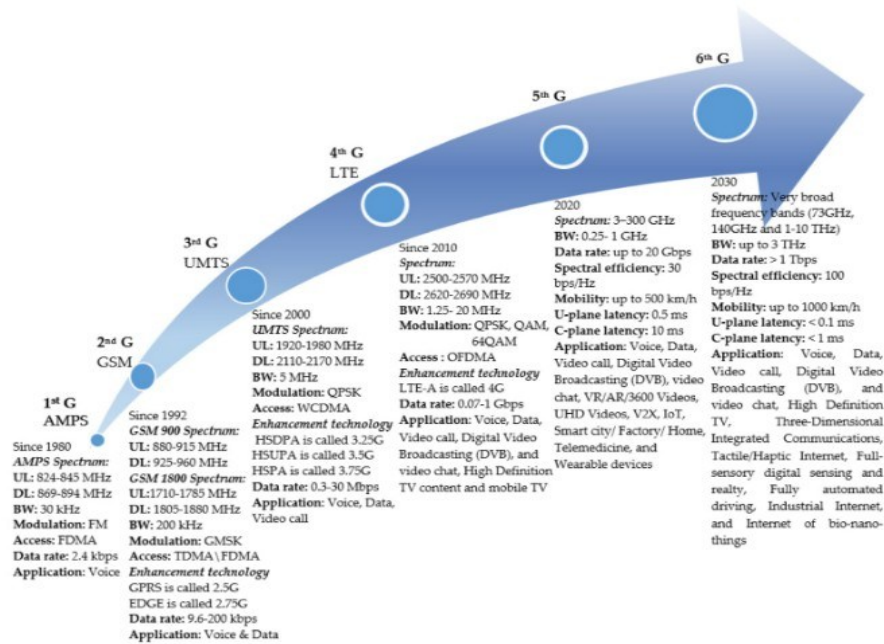 1st G
AMPS
Since 1980
AMPS Spectrum:
UL: 824-845 MHz
DL: 869-894 MHz
BW: 30 kHz
Modulation: FM
Access: FDMA
Data rate: 2.4 kbps
Application: Voice
2nd G
GSM
Since 1992
GSM 900 Spectrum:
UL: 880-915 MHz
DL: 925-960 MHz
GSM 1800 Spectrum:
UL:1710-1785 MHz
DL: 1805-1880 MHz
BW: 200 kHz
Modulation: GMSK
Access: TDMA\FDMA
Enhancement technology
GPRS is called 2.5G
EDGE is called 2.75G
Data rate: 9.6-200 kbps
Application: Voice & Data
3rd G
UMTS
Since 2000
UMTS Spectrum:
UL: 1920-1980 MHz
DL: 2110-2170 MHz
BW: 5 MHz
Modulation: QPSK
Access: WCDMA
Enhancement technology
HSDPA is called 3.25G
HSUPA is called 3.5G
HSPA is called 3.75G
Data rate: 0.3-30 Mbps
Application: Voice, Data,
Video call
4th G
LTE
Since 2010
Spectrum:
UL: 2500-2570 MHz
DL: 2620-2690 MHz
BW: 1.25- 20 MHz
Modulation: QPSK, QAM,
64QAM
Access : OFDMA
Enhancement technology
LTE-A is called 4G
Data rate: 0.07-1 Gbps
Application: Voice, Data,
Video call, Digital Video
Broadcasting (DVB), and
video chat, High Definition
TV content and mobile TV
5th G
2020
Spectrum: 3-300 GHz
BW: 0.25- 1 GHz
Data rate: up to 20 Gbps
Spectral efficiency: 30
bps/Hz
Mobility: up to 500 km/h
U-plane latency: 0.5 ms
C-plane latency: 10 ms
Application: Voice, Data,
Video call, Digital Video
Broadcasting (DVB), video
chat, VR/AR/3600 Videos,
UHD Videos, V2X, IoT,
Smart city/ Factory/ Home,
Telemedicine, and
Wearable devices
6th G
2030
Spectrum: Very broad
frequency bands (73GHz,
140GHz and 1-10 THz)
BW: up to 3 THz
Data rate: > 1 Tbps
Spectral efficiency: 100
bps/Hz
Mobility: up to 1000 km/h
U-plane latency: < 0.1 ms
C-plane latency: < 1 ms
Application: Voice, Data,
Video call, Digital Video
Broadcasting (DVB), and
video chat, High Definition
TV, Three-Dimensional
Integrated Communications,
Tactile/Haptic Internet, Full-
sensory digital sensing and
realty, Fully automated
driving, Industrial Internet,
and Internet of bio-nano-
things